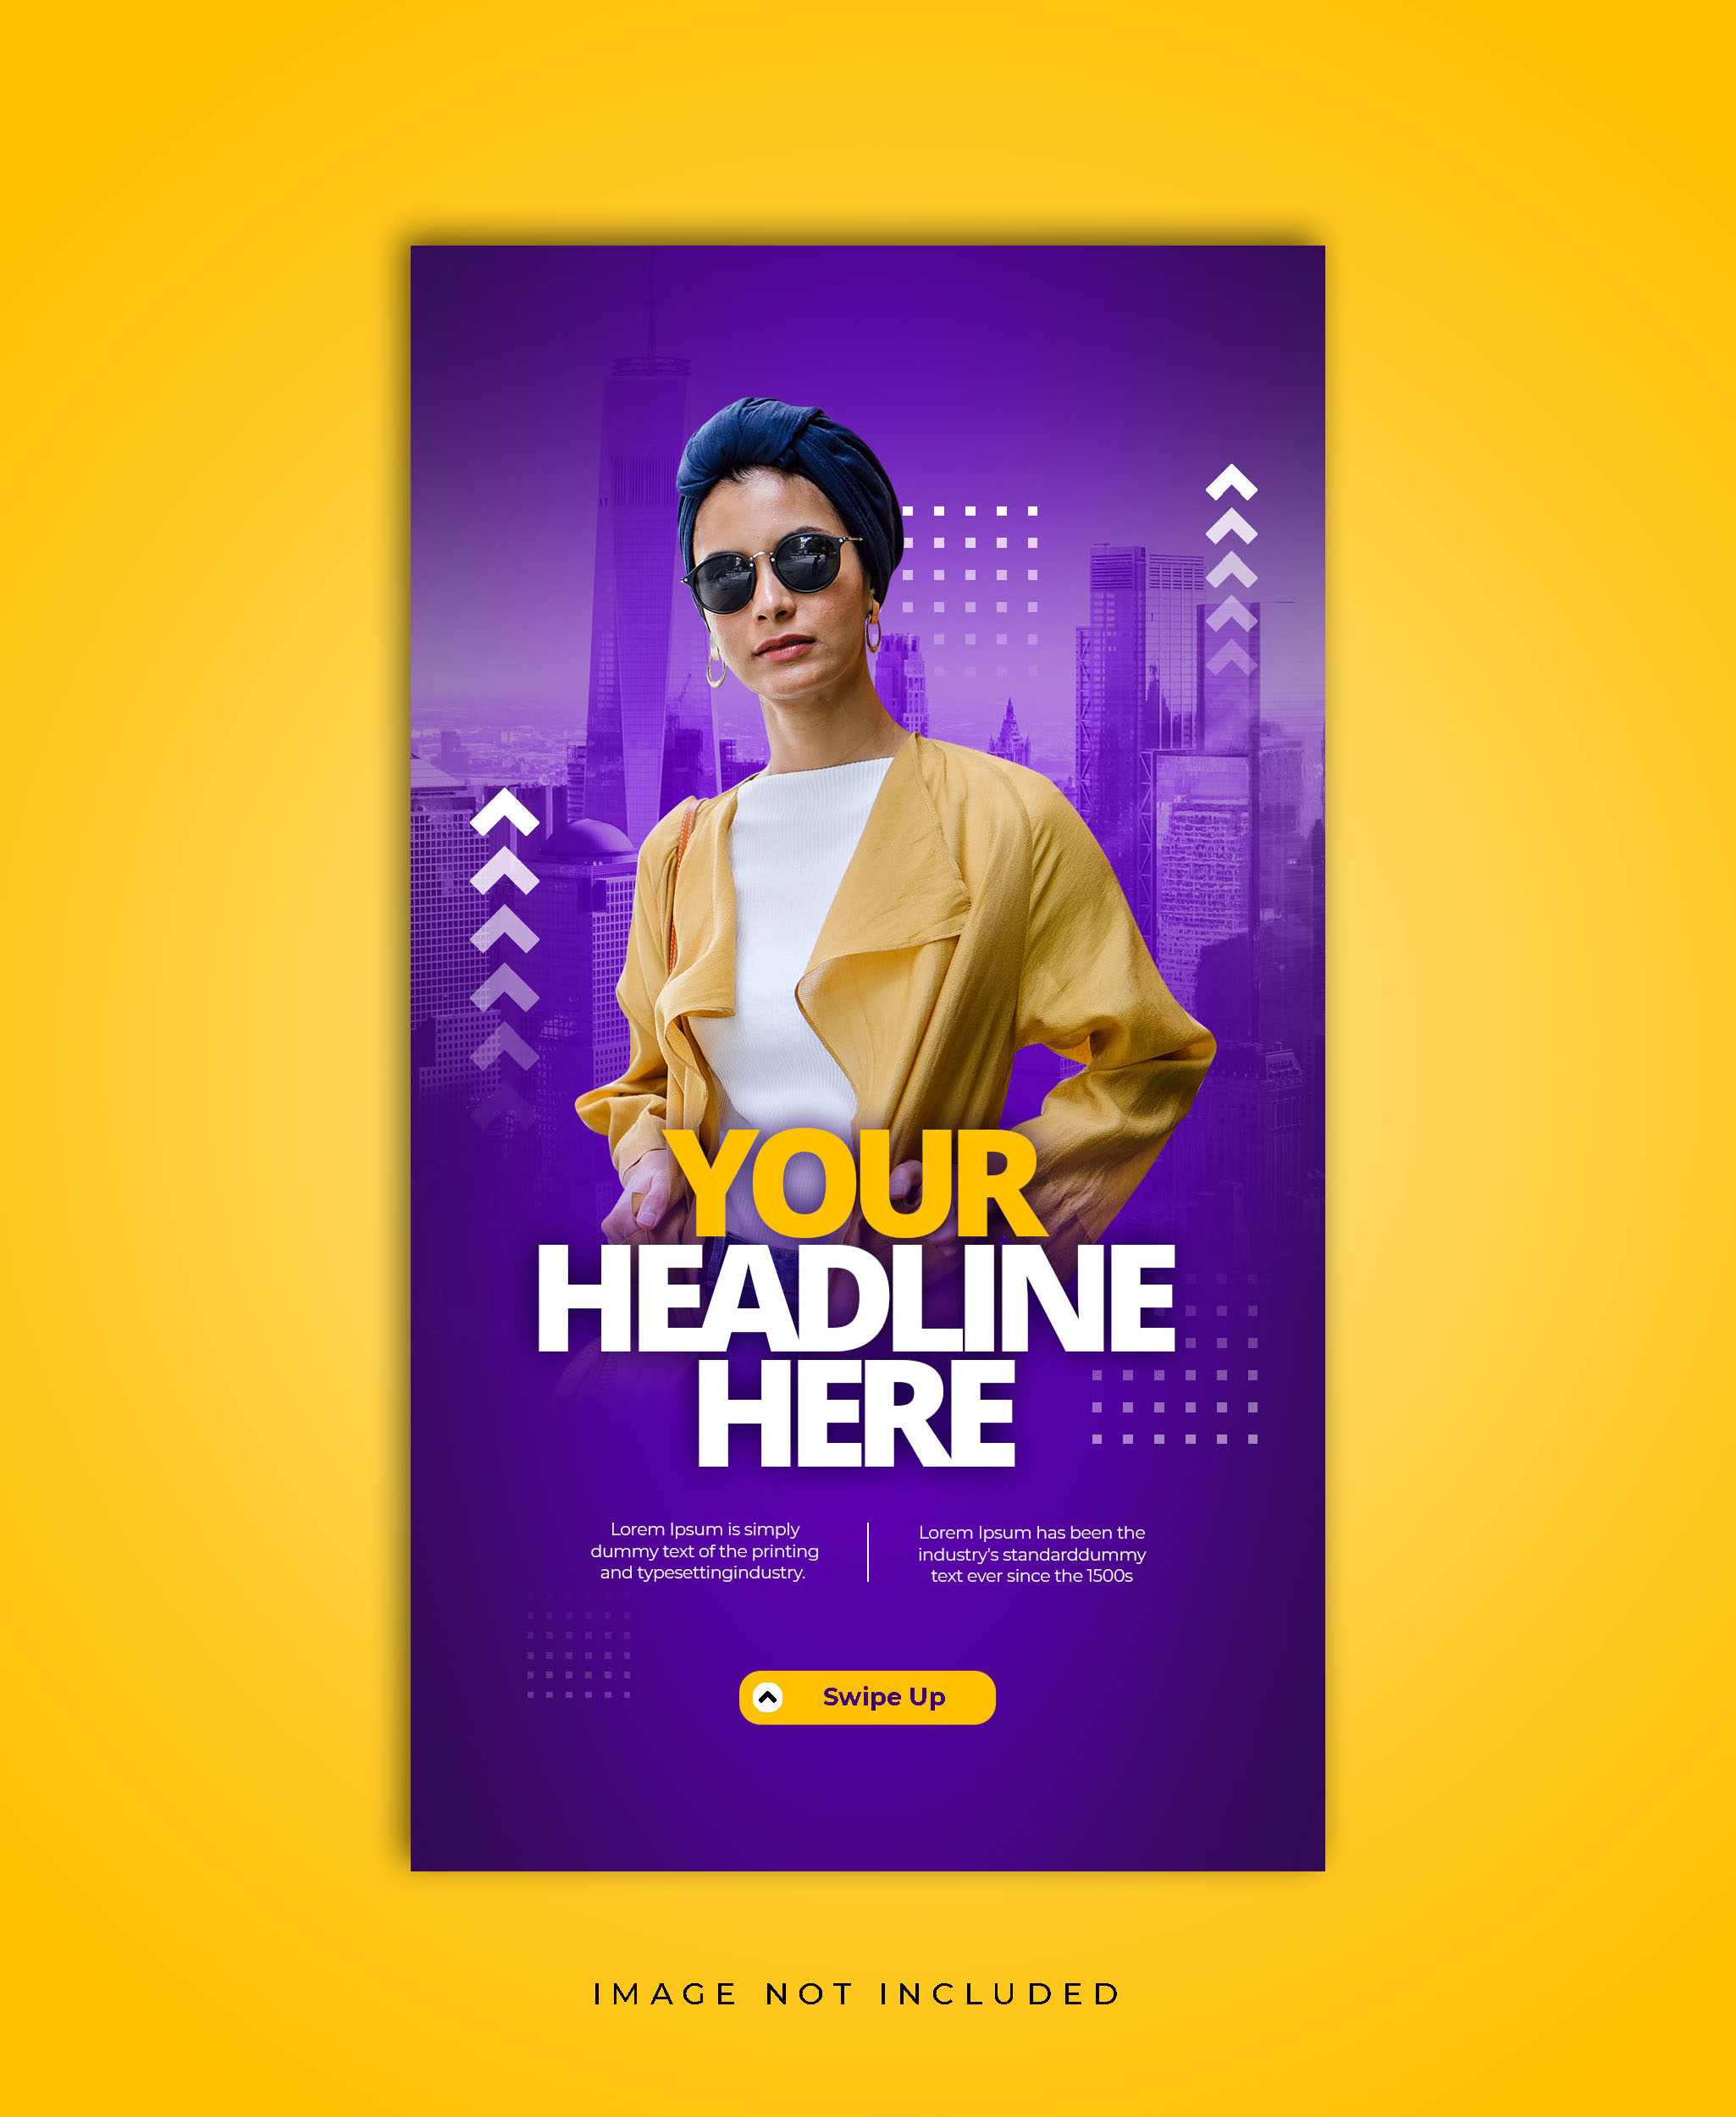 YOUR
HEADLINE
HERE
Lorem Ipsum is simply
dummy text of the printing
and typesettingindustry.
Lorem Ipsum has been the
industry's standarddummy
text ever since the 1500s
Swipe Up
IMAGE NOT INCLUDED